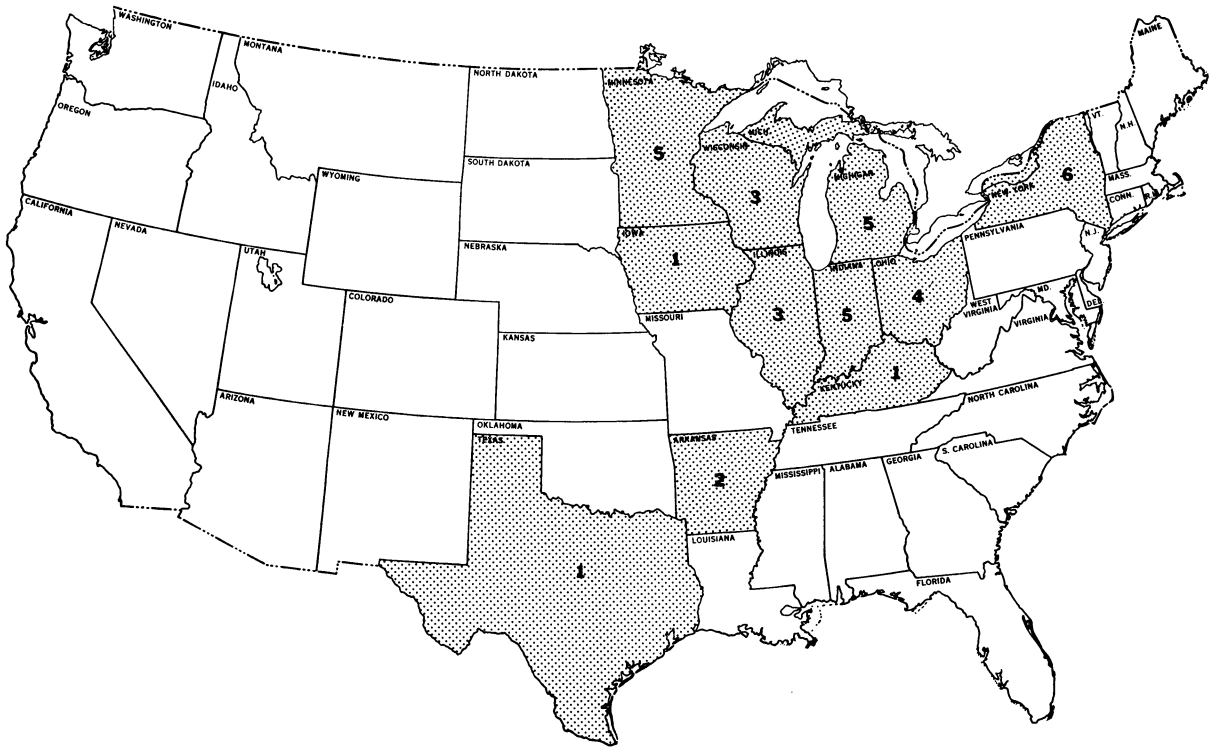 WASHINGTON
MONTANA
IDAHO
OREGON
NORTH DAKOTA
MINNESOTA
5
SOUTH DAKOTA
WYOMING
MICH.
WISCONSIN
3
MICHIGAN
5
MAINE
VT.
N.H.
NEW YORK
6
MASS.
CONN.
R.I.
CALIFORNIA
NEVADA
UTAH
NEBRASKA
IOWA
1
PENNSYLVANIA
N.J.
COLORADO
ILLINOIS
3
INDIANA
5
OHIO
4
WEST
VIRGINIA
MD.
DEL
VIRGINIA
KANSAS
MISSOURI
KENTUCKY
1
ARIZONA
NEW MEXICO
OKLAHOMA
TEXAS
1
ARKANSAS
2
TENNESSEE
NORTH CAROLINA
S. CAROLINA
MISSISSIPPI
ALABAMA
GEORGIA
LOUISIANA
FLORIDA